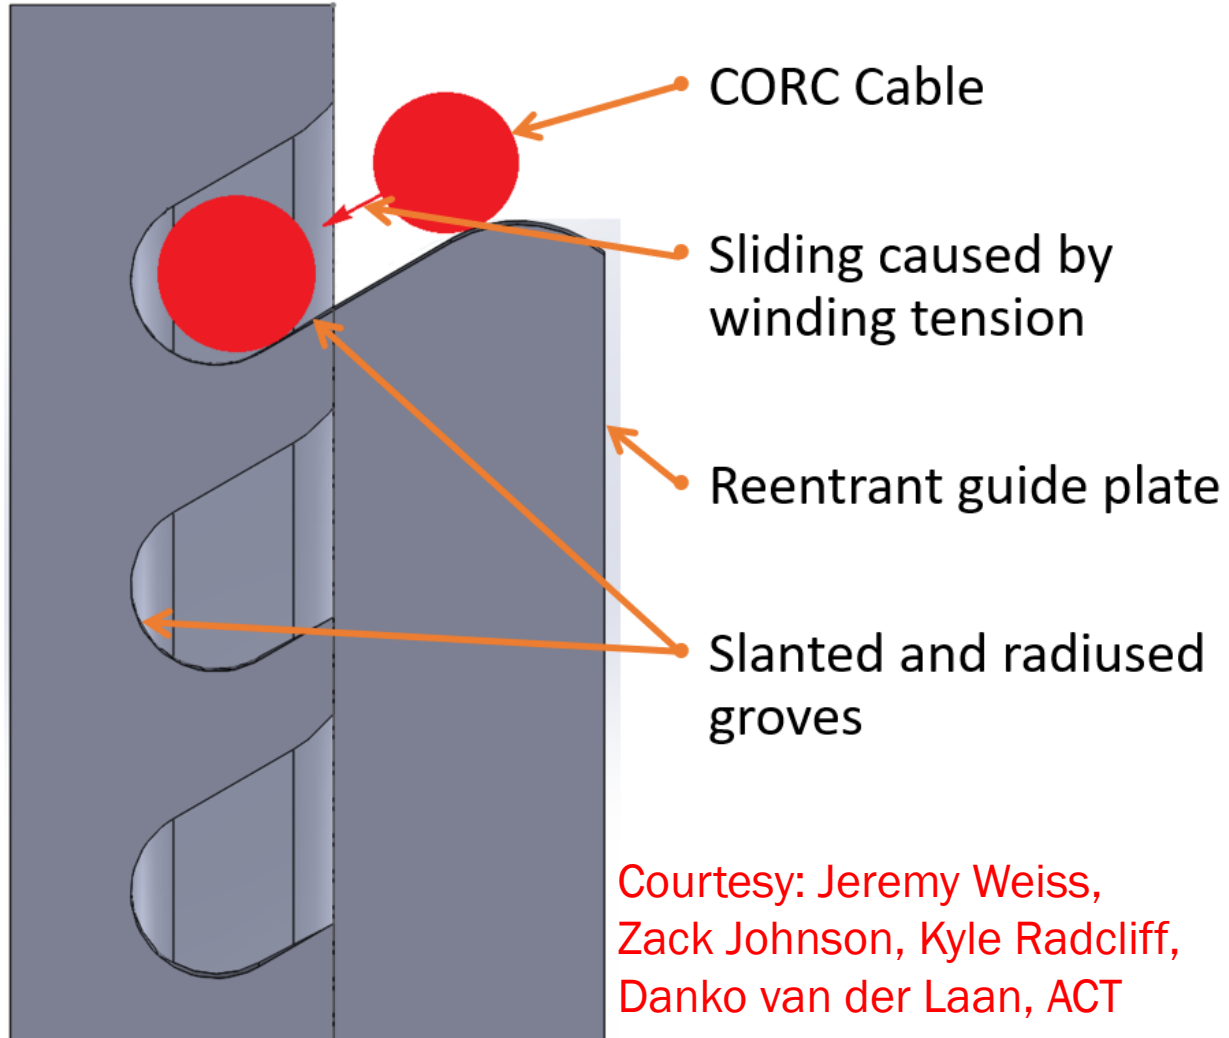 CORC Cable
Sliding caused by
winding tension
Reentrant guide plate
Slanted and radiused
groves
Courtesy: Jeremy Weiss,
Zack Johnson, Kyle Radcliff,
Danko van der Laan, ACT